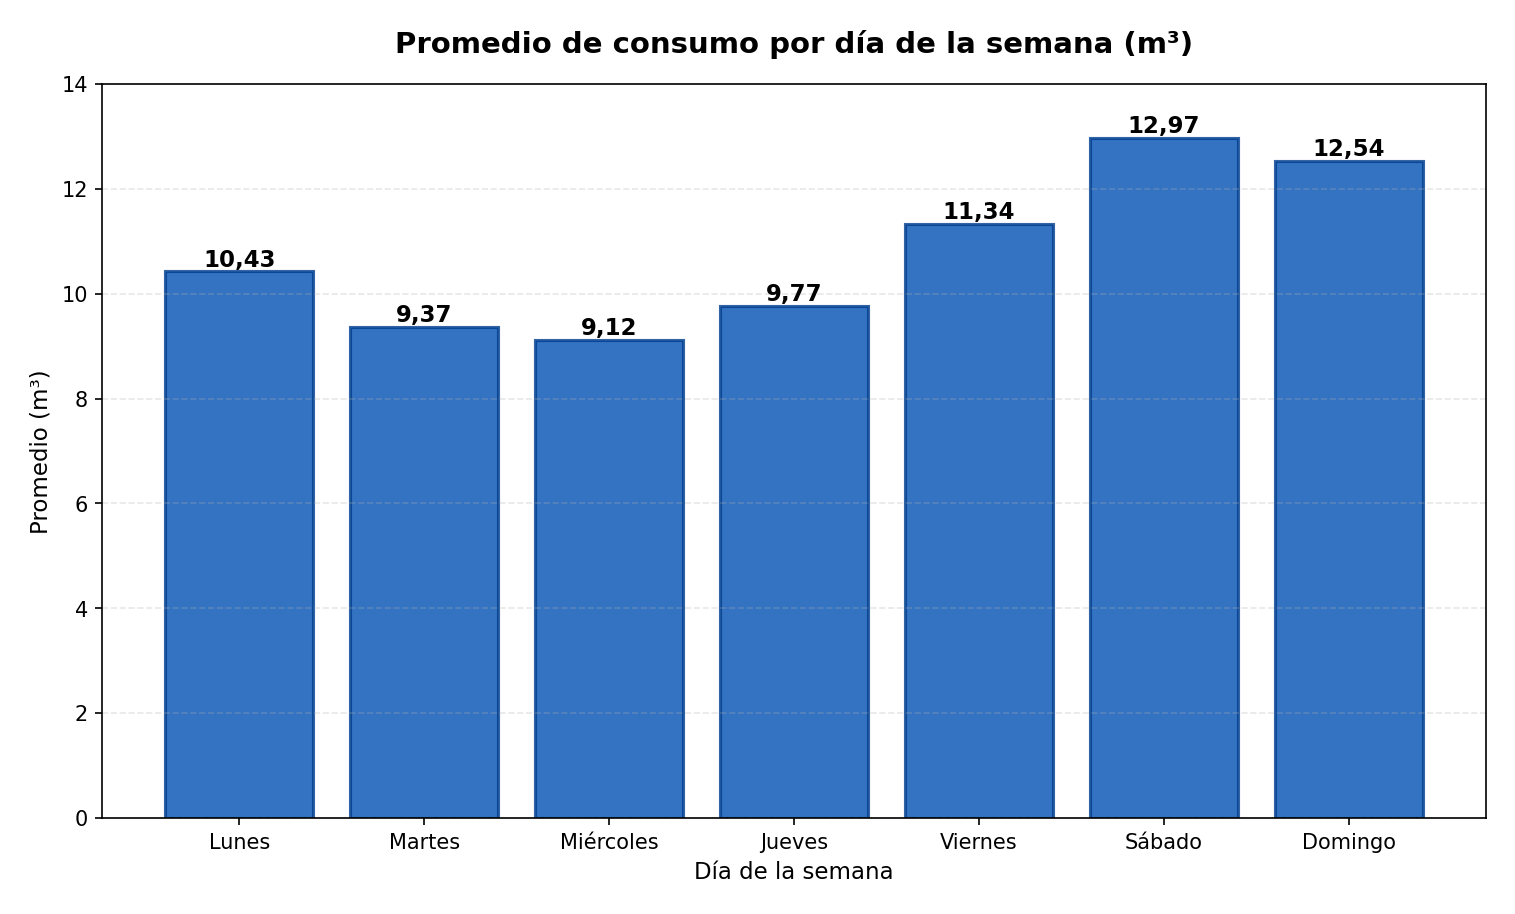 Promedio de consumo por día de la semana (m³)
14
12
10
8
6
4
2
0
Promedio (m³)
10,43
9,37
9,12
9,77
11,34
12,97
12,54
Lunes
Martes
Miércoles
Jueves
Viernes
Sábado
Domingo
Día de la semana